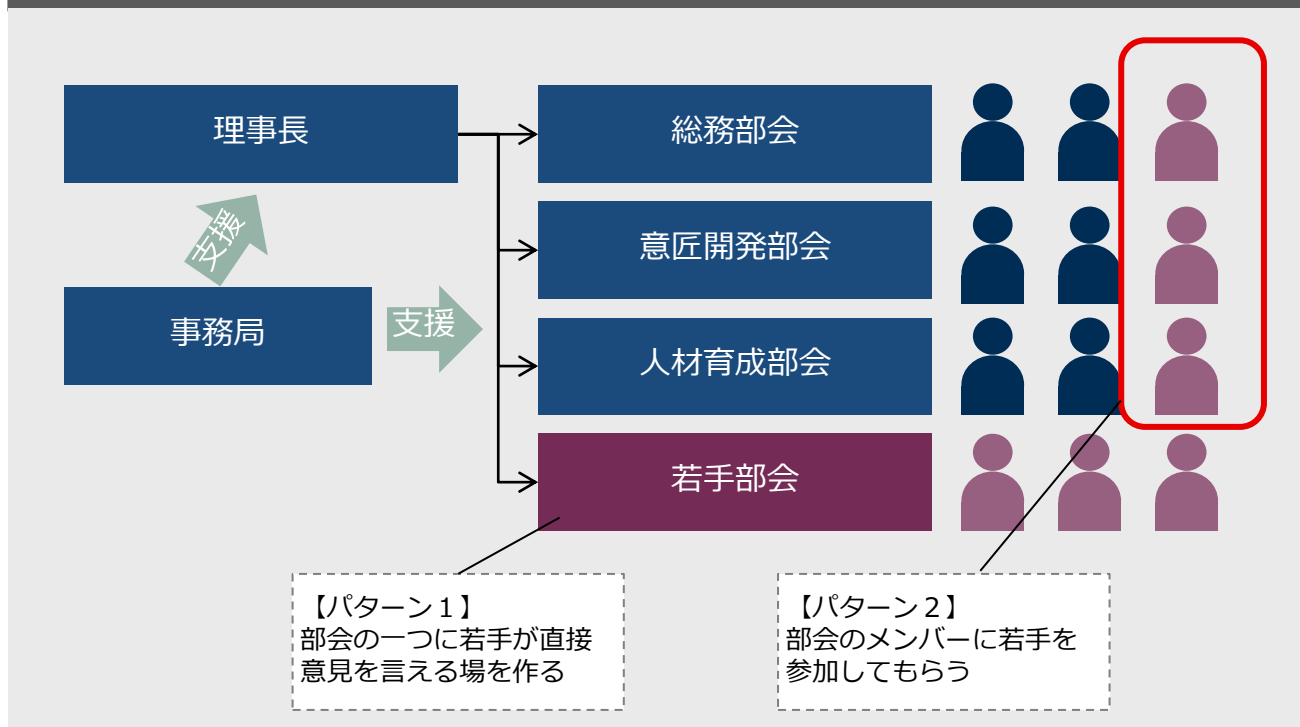 理事長
総務部会
支援
意匠開発部会
事務局
支援
人材育成部会
若手部会
【パターン１】
部会の一つに若手が直接
意見を言える場を作る
【パターン２】
部会のメンバーに若手を
参加してもらう